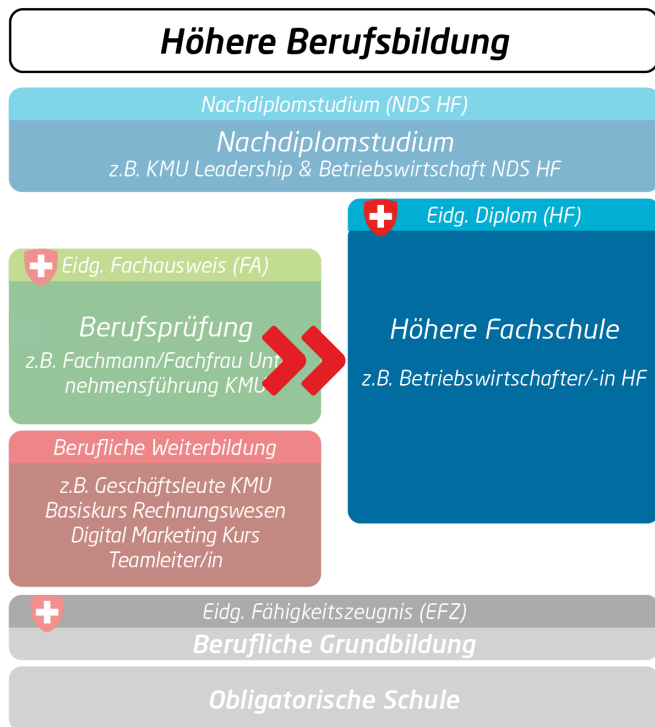 Höhere Berufsbildung
Nachdiplomstudium (NDS HF)
Nachdiplomstudium
z.B. KMU Leadership & Betriebswirtschaft NDS HF
Eidg. Diplom (HF)
Höhere Fachschule
z.B. Betriebswirtschafter/-in HF
Eidg. Fachausweis (FA)
Berufsprüfung
z.B. Fachmann/Fachfrau Unt
nehmensführung KMU
Berufliche Weiterbildung
z.B. Geschäftsleute KMU
Basiskurs Rechnungswesen
Digital Marketing Kurs
Teamleiter/in
Eidg. Fähigkeitszeugnis (EFZ)
Berufliche Grundbildung
Obligatorische Schule